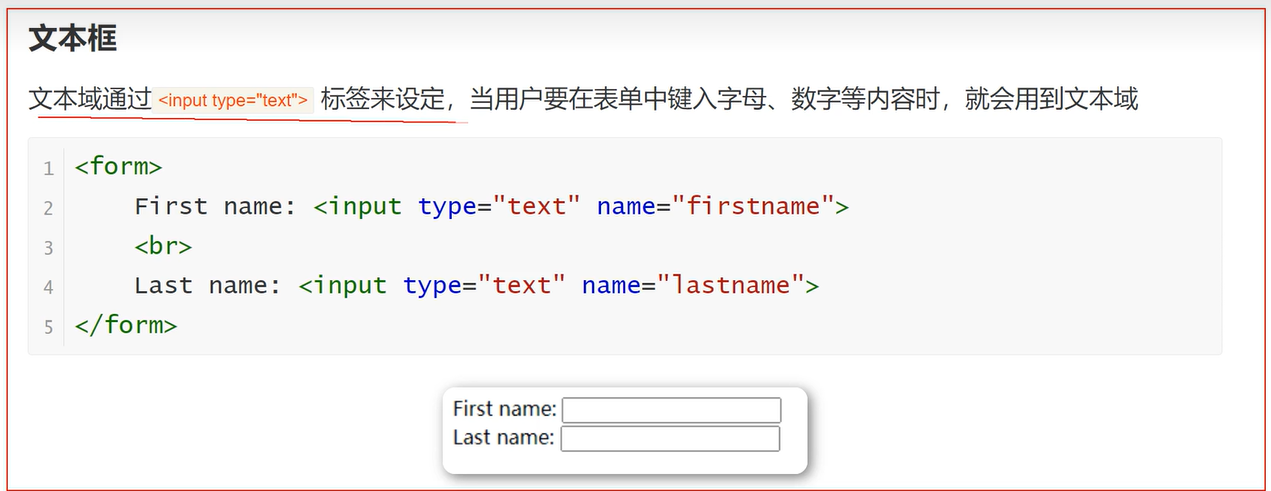 文本框
文本域通过<input type="text"> 标签来设定，当用户要在表单中键入字母、数字等内容时，就会用到文本域
1 <form>
2     First name: <input type="text" name="firstname">
3     <br>
4     Last name: <input type="text" name="lastname">
5 </form>
First name:
Last name: